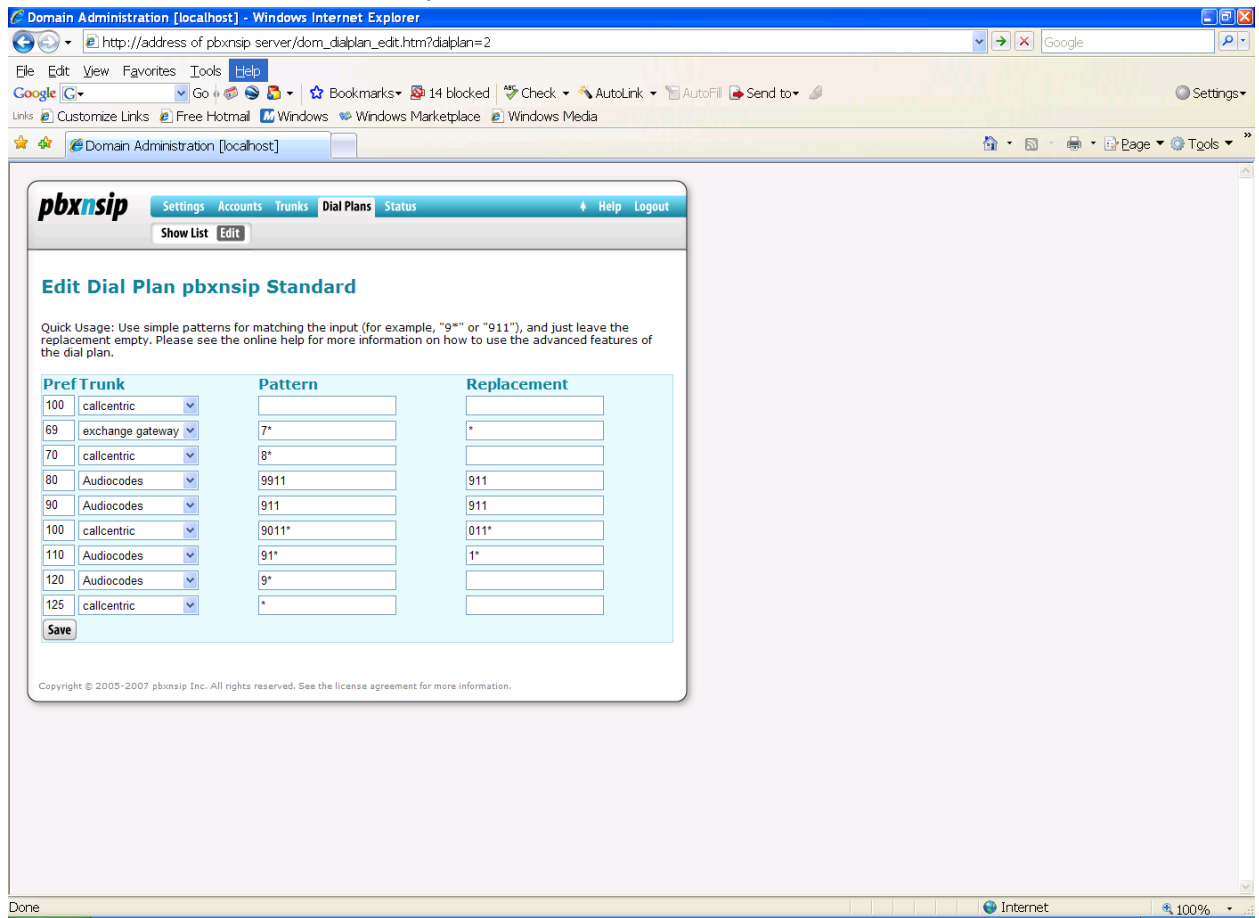 Domain Administration [localhost] - Windows Internet Explorer
http://address of pbxnsip server/dom_dialplan_edit.htm?dialplan=2
Google
File Edit View Favorites Tools Help
Google G Go Bookmarks 14 blocked Check AutoLink AutoFill Send to Settings
Links Customize Links Free Hotmail Windows Windows Marketplace Windows Media
Domain Administration [localhost] Page Tools »
pbxnsip Settings Accounts Trunks Dial Plans Status Help Logout
Show List Edit
Edit Dial Plan pbxnsip Standard
Quick Usage: Use simple patterns for matching the input (for example, "9*" or "911"), and just leave the
replacement empty. Please see the online help for more information on how to use the advanced features of
the dial plan.
Pref Trunk Pattern Replacement
100 callcentric
69 exchange gateway 7* *
70 callcentric 8*
80 Audiocodes 9911 911
90 Audiocodes 911 911
100 callcentric 9011* 011*
110 Audiocodes 91* 1*
120 Audiocodes 9*
125 callcentric *
Save
Copyright © 2005-2007 pbxnsip Inc. All rights reserved. See the license agreement for more information.
Done Internet 100%